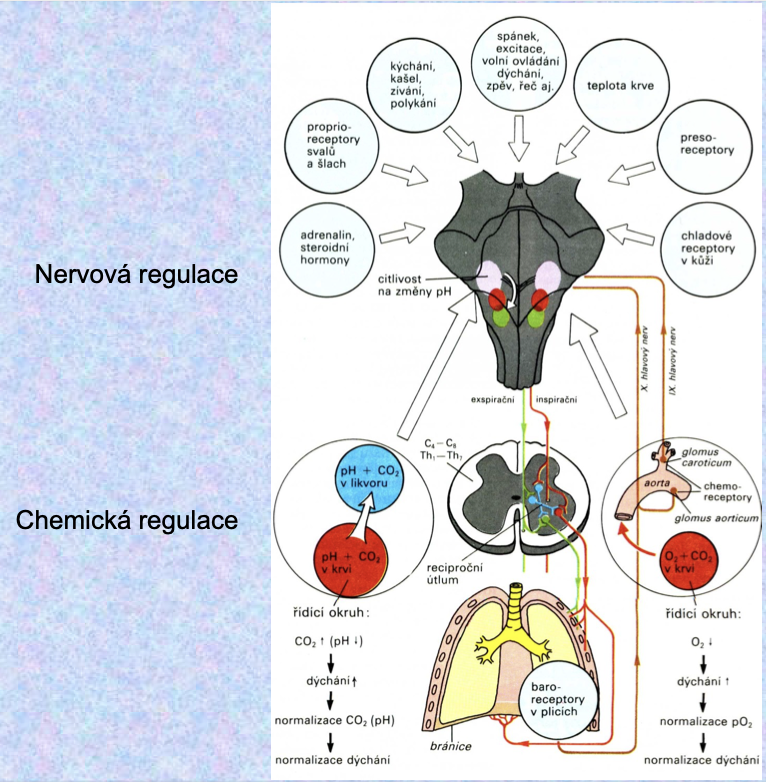 spánek,
excitace,
volní ovládání
dýchání,
zpěv, řeč aj.
kýchání,
kašel,
zívání,
polykání
teplota krve
proprio-
receptory
svalů
a šlach
preso-
receptory
adrenalin,
steroidní
hormony
chladové
receptory
v kůži
Nervová regulace
citlivost
na změny pH
X. hlavový nerv
IX. hlavový nerv
exspirační
inspirační
C₄—C₈
Th₁—Th₇
glomus
caroticum
aorta
chemo-
receptory
glomus aorticum
pH + CO₂
v likvoru
Chemická regulace
pH + CO₂
v krvi
O₂+CO₂
v krvi
reciproční
útlum
řídicí okruh:
CO₂ ↑ (pH ↓)
dýchání ↑
normalizace CO₂ (pH)
normalizace dýchání
baro-
receptory
v plicích
bránice
řídicí okruh:
O₂ ↓
dýchání ↑
normalizace pO₂
normalizace dýchání